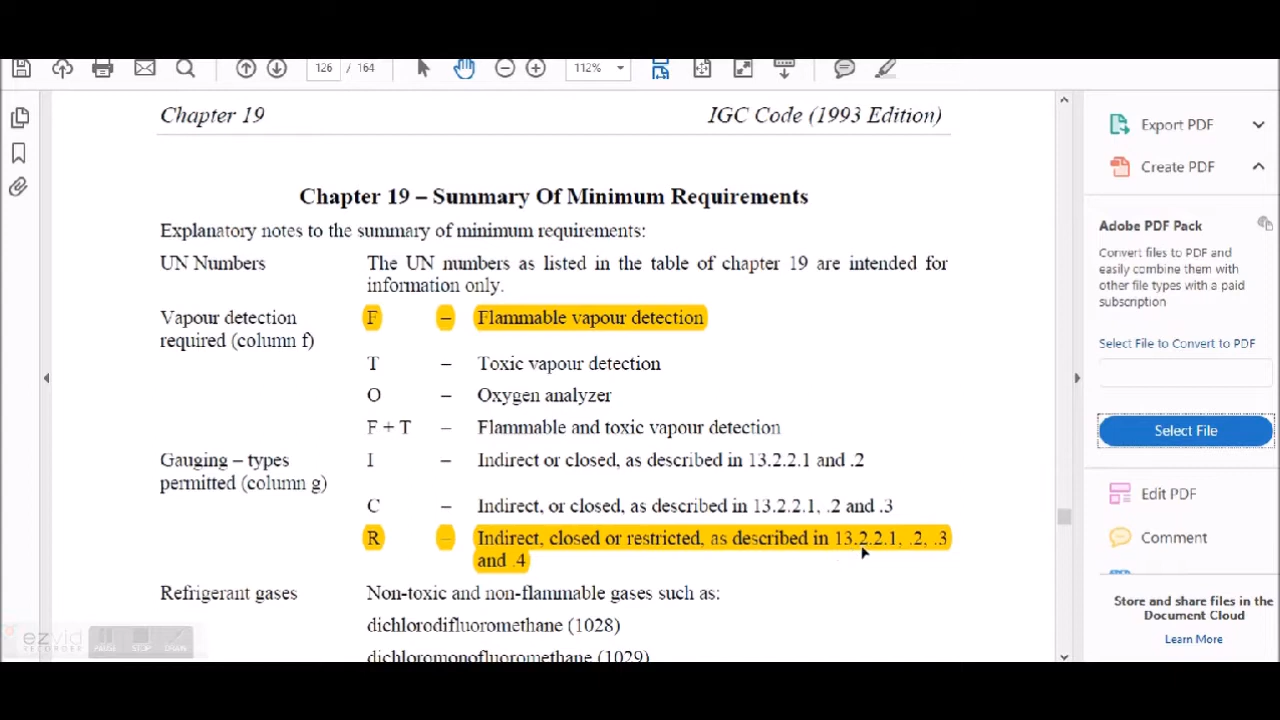 126 / 164
112%
Chapter 19 IGC Code (1993 Edition)
Chapter 19 – Summary Of Minimum Requirements
Explanatory notes to the summary of minimum requirements:
UN Numbers The UN numbers as listed in the table of chapter 19 are intended for
information only.
Vapour detection F – Flammable vapour detection
required (column f)
T – Toxic vapour detection
O – Oxygen analyzer
F + T – Flammable and toxic vapour detection
Gauging – types I – Indirect or closed, as described in 13.2.2.1 and .2
permitted (column g)
C – Indirect, or closed, as described in 13.2.2.1, .2 and .3
R – Indirect, closed or restricted, as described in 13.2.2.1, .2, .3
and .4
Refrigerant gases Non-toxic and non-flammable gases such as:
dichlorodifluoromethane (1028)
dichloromonofluoromethane (1029)
Export PDF
Create PDF
Adobe PDF Pack
Convert files to PDF and
easily combine them with
other file types with a paid
subscription
Select File to Convert to PDF
Select File
Edit PDF
Comment
Store and share files in the
Document Cloud
Learn More
ezvid
RECORDER
PAUSE STOP DRAW